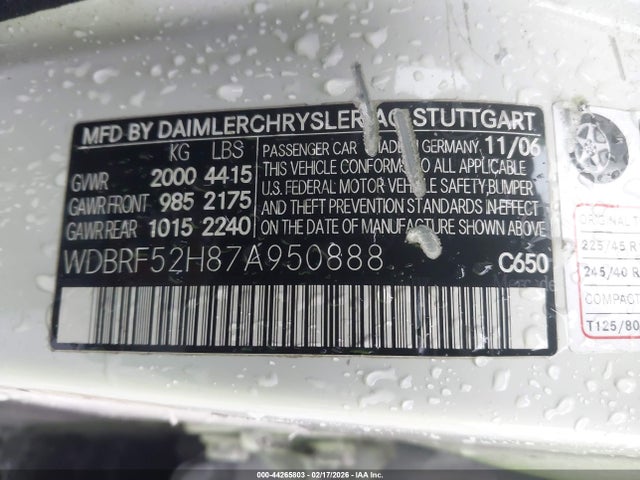 MFD BY DAIMLERCHRYSLER AG STUTTGART
KG LBS
GVWR 2000 4415
GAWR FRONT 985 2175
GAWR REAR 1015 2240
PASSENGER CAR MADE IN GERMANY. 11/06
THIS VEHICLE CONFORMS TO ALL APPLICABLE
U.S. FEDERAL MOTOR VEHICLE SAFETY, BUMPER
AND THEFT PREVENTION STANDARDS IN EFFECT
ON THE DATE OF MANUFACTURE SHOWN ABOVE
WDBRF52H87A950888 C650
225/45 R
245/40 R
COMPACT
T125/80
000-44265803 - 02/17/2026 - IAAI.COM